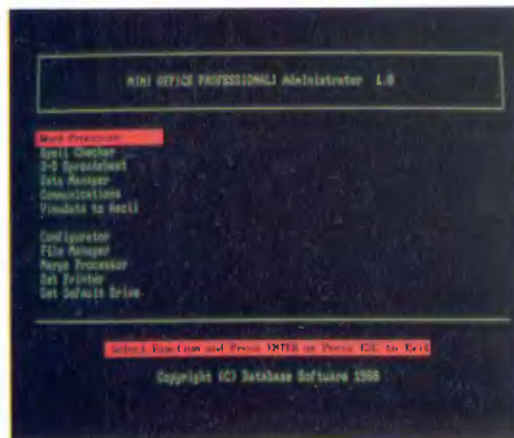 MINI OFFICE PROFESSIONAL) Administrator 1.0
Word Processor
Spell Checker
3-D Spreadsheet
Data Manager
Communications
Viewdata to Ascii
Configurator
File Manager
Merge Processor
Set Printer
Set Default Drive
Select Function and Press ENTER or Press ESC to Exit
Copyright (C) Database Software 1988